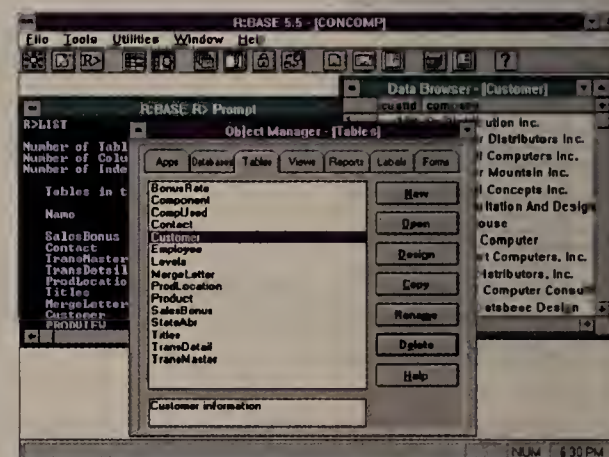 R:BASE 5.5 - [CONCOMP]
File Tools Utilities Window Help
R> ?
Data Browser - [Customer]
custid company
ution Inc.
r Distributors Inc.
l Computers Inc.
r Mountain Inc.
l Concepts Inc.
ltation And Design
ouse
Computer
t Computers, Inc.
istributors, Inc.
Computer Consu
atabase Design
R:BASE R> Prompt
R>LIST
Number of Tabl
Number of Colu
Number of Inde
Tables in t
Name
SalesBonus
Contact
TransMaster
TransDetail
ProdLocatio
Titles
MergeLetter
Customer
PRODVIEW
Object Manager - [Tables]
Apps Databases Tables Views Reports Labels Forms
BonusRate
Component
CompUsed
Contact
Customer
Employee
Levels
MergeLetter
ProdLocation
Product
SalesBonus
StateAbr
Titles
TransDetail
TransMaster
New
Open
Design
Copy
Rename
Delete
Help
Customer information
NUM 6:30 PM